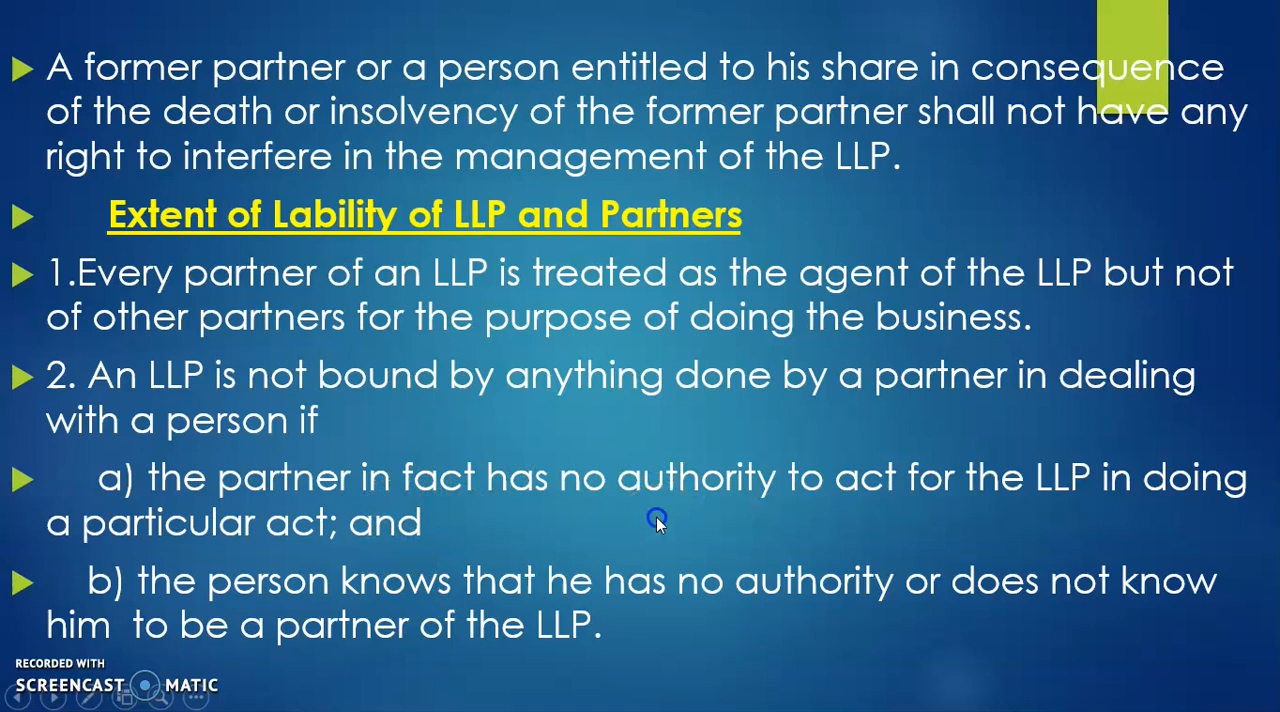 A former partner or a person entitled to his share in consequence
of the death or insolvency of the former partner shall not have any
right to interfere in the management of the LLP.
Extent of Lability of LLP and Partners
1.Every partner of an LLP is treated as the agent of the LLP but not
of other partners for the purpose of doing the business.
2. An LLP is not bound by anything done by a partner in dealing
with a person if
a) the partner in fact has no authority to act for the LLP in doing
a particular act; and
b) the person knows that he has no authority or does not know
him to be a partner of the LLP.
RECORDED WITH
SCREENCAST MATIC